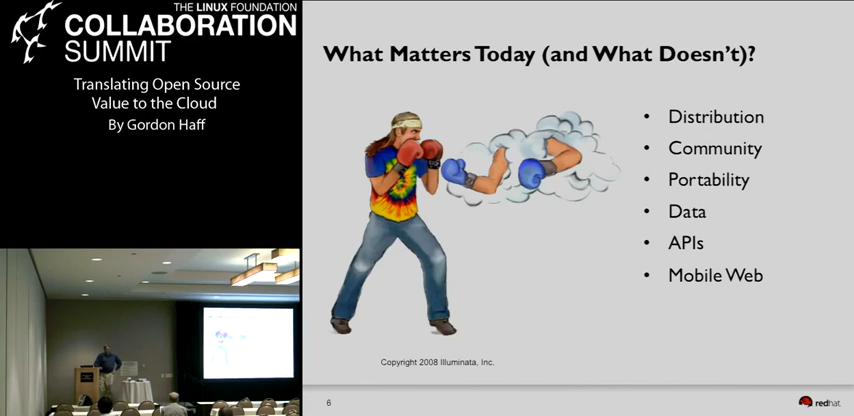 THE LINUX FOUNDATION
COLLABORATION
SUMMIT
Translating Open Source
Value to the Cloud
By Gordon Haff
What Matters Today (and What Doesn't)?
• Distribution
• Community
• Portability
• Data
• APIs
• Mobile Web
Copyright 2008 Illuminata, Inc.
6
redhat.